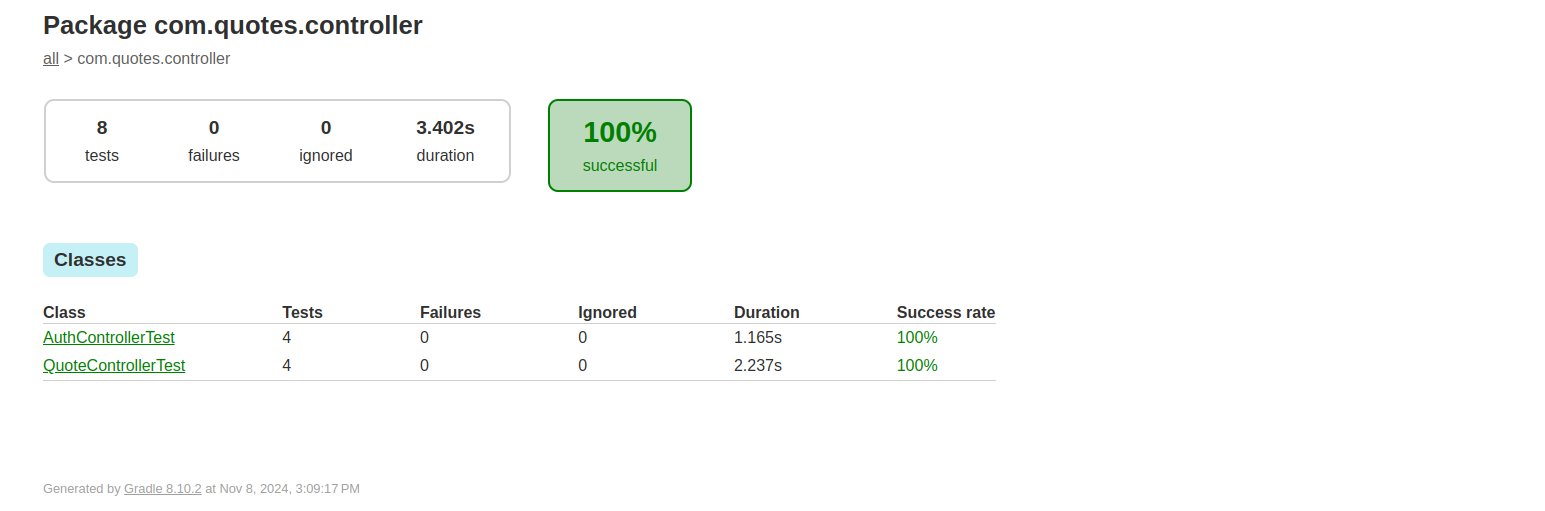 Package com.quotes.controller
all > com.quotes.controller
8 0 0 3.402s
tests failures ignored duration
100%
successful
Classes
Class Tests Failures Ignored Duration Success rate
AuthControllerTest 4 0 0 1.165s 100%
QuoteControllerTest 4 0 0 2.237s 100%
Generated by Gradle 8.10.2 at Nov 8, 2024, 3:09:17 PM